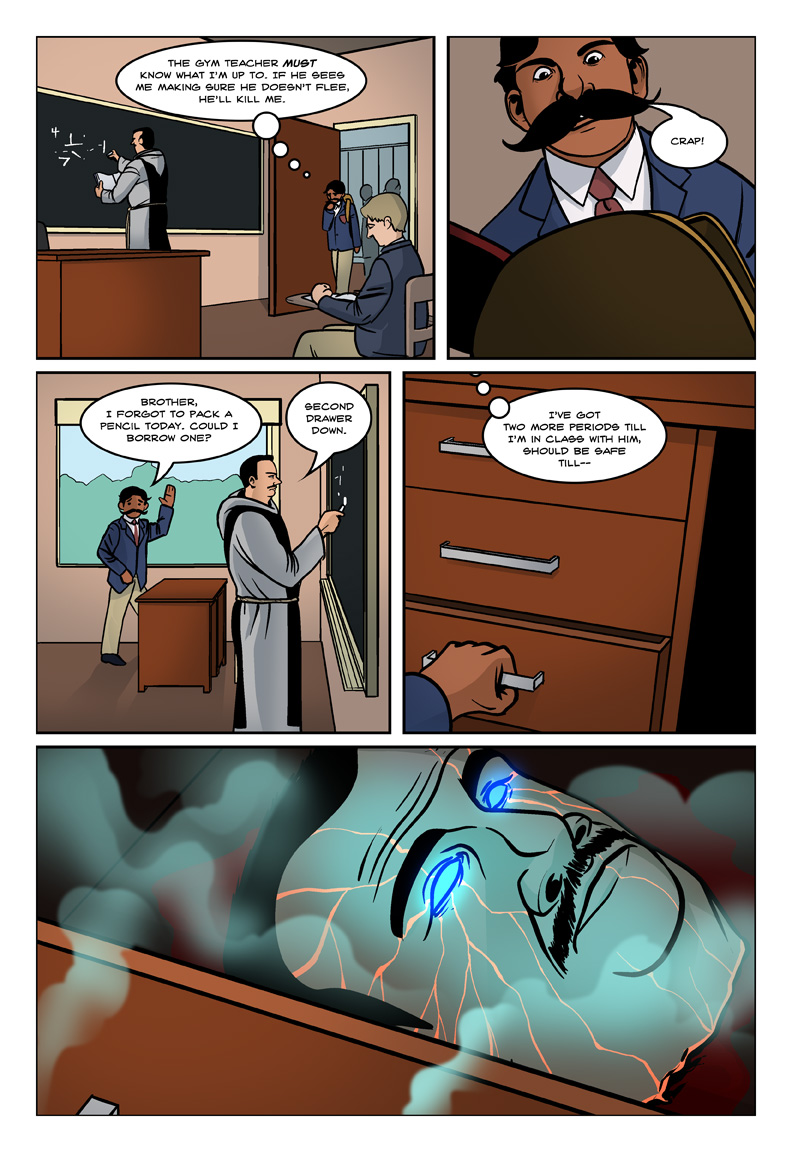 THE GYM TEACHER MUST
KNOW WHAT I'M UP TO. IF HE SEES
ME MAKING SURE HE DOESN'T FLEE,
HE'LL KILL ME.
CRAP!
BROTHER,
I FORGOT TO PACK A
PENCIL TODAY. COULD I
BORROW ONE?
SECOND
DRAWER
DOWN.
I'VE GOT
TWO MORE PERIODS TILL
I'M IN CLASS WITH HIM,
SHOULD BE SAFE
TILL--